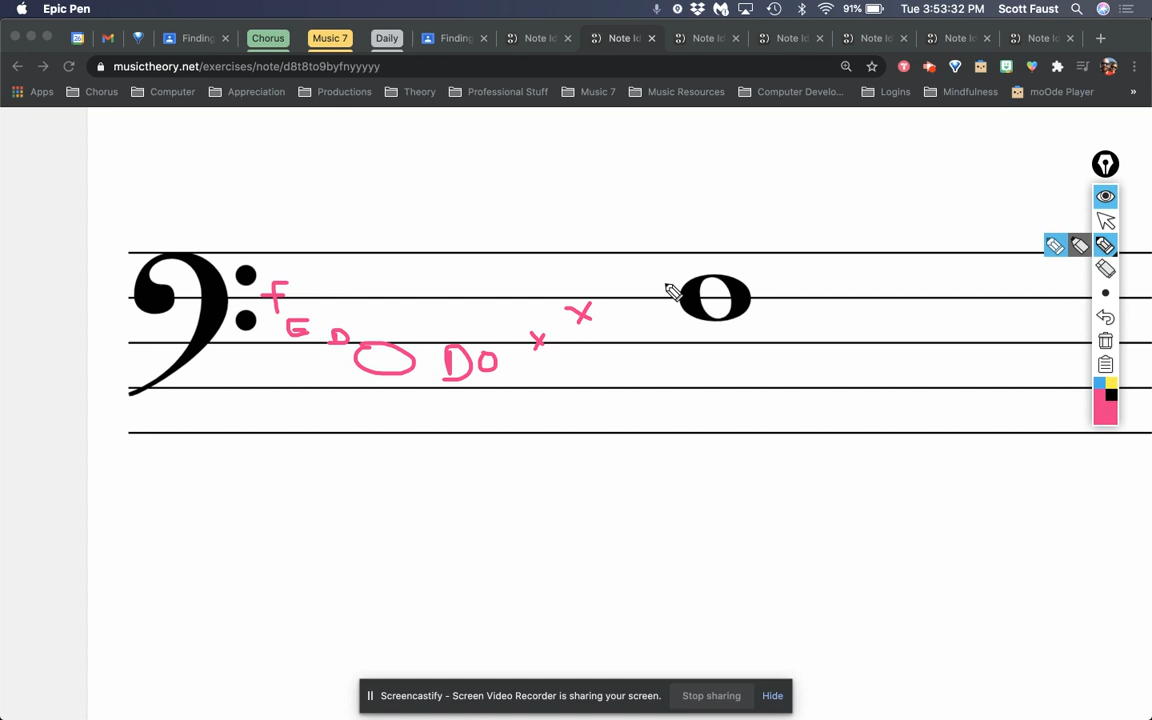 Epic Pen
91%
Tue 3:53:32 PM
Scott Faust
Finding
Chorus
Music 7
Daily
Finding
Note Id
Note Id
Note Id
Note Id
Note Id
Note Id
Note Id
musictheory.net/exercises/note/d8t8to9byfnyyyyy
Apps
Chorus
Computer
Appreciation
Productions
Theory
Professional Stuff
Music 7
Music Resources
Computer Develo...
Logins
Mindfulness
moOde Player
»
F
E
D
Do
x
x
Screencastify - Screen Video Recorder is sharing your screen.
Stop sharing
Hide